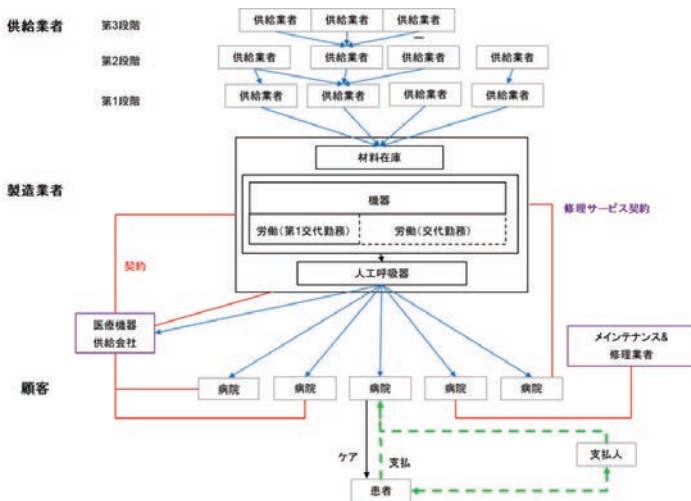 供給業者
第3段階
供給業者
供給業者
供給業者
第2段階
供給業者
供給業者
供給業者
供給業者
第1段階
供給業者
供給業者
供給業者
供給業者
材料在庫
製造業者
機器
修理サービス契約
労働(第1交代勤務)
労働(交代勤務)
契約
人工呼吸器
医療機器
供給会社
メインテナンス&
修理業者
顧客
病院
病院
病院
病院
病院
ケア
支払
支払人
患者